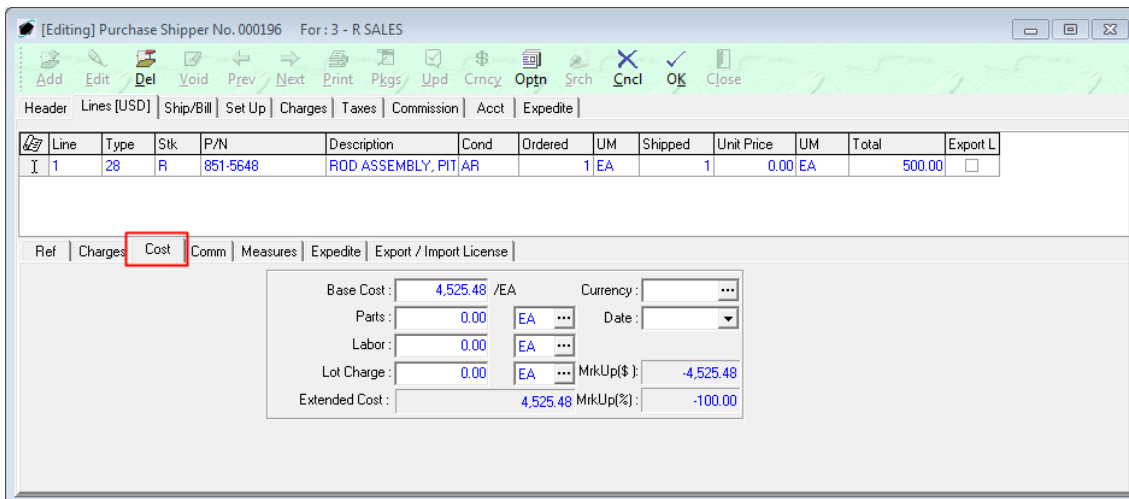 [Editing] Purchase Shipper No. 000196 For : 3 - R SALES
Add Edit Del Void Prev Next Print Pkgs Upd Crncy Optn Srch Cncl OK Close
Header Lines [USD] Ship/Bill Set Up Charges Taxes Commission Acct Expedite
Line Type Stk P/N Description Cond Ordered UM Shipped Unit Price UM Total Export L
1 28 R 851-5648 ROD ASSEMBLY, PIT AR 1 EA 1 0.00 EA 500.00
Ref Charges Cost Comm Measures Expedite Export / Import License
Base Cost : 4,525.48 /EA Currency :
Parts : 0.00 EA Date :
Labor : 0.00 EA
Lot Charge : 0.00 EA MrkUp($ ): -4,525.48
Extended Cost : 4,525.48 MrkUp(%) : -100.00